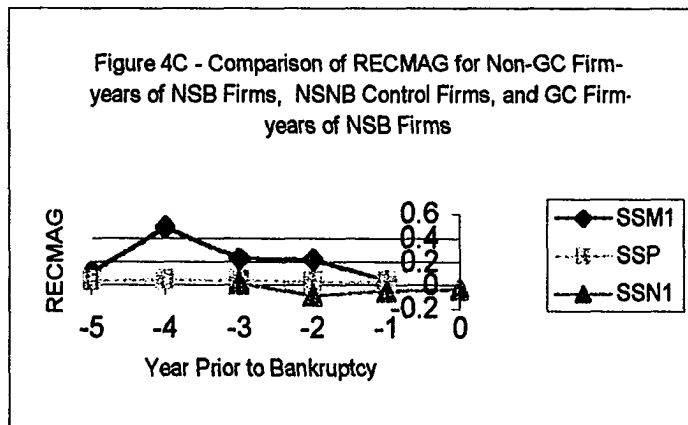 Figure 4C - Comparison of RECMAG for Non-GC Firm-
years of NSB Firms, NSNB Control Firms, and GC Firm-
years of NSB Firms
RECMAG
0.6
0.4
0.2
0
-0.2
-5 -4 -3 -2 -1 0
Year Prior to Bankruptcy
SSM1
SSP
SSN1